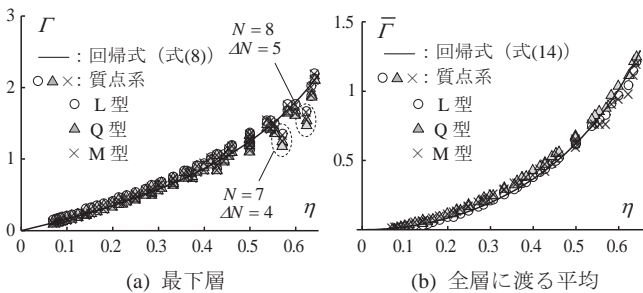 Γ
N=8
ΔN=5
— : 回帰式 (式(8))
○▲×: 質点系
○ L 型
▲ Q 型
× M 型
3
2
1
0
N=7
ΔN=4
η
0.1 0.2 0.3 0.4 0.5 0.6
(a) 最下層
Γ̅
— : 回帰式 (式(14))
○▲×: 質点系
○ L 型
▲ Q 型
× M 型
1.5
1.0
0.5
0
η
0.1 0.2 0.3 0.4 0.5 0.6
(b) 全層に渡る平均